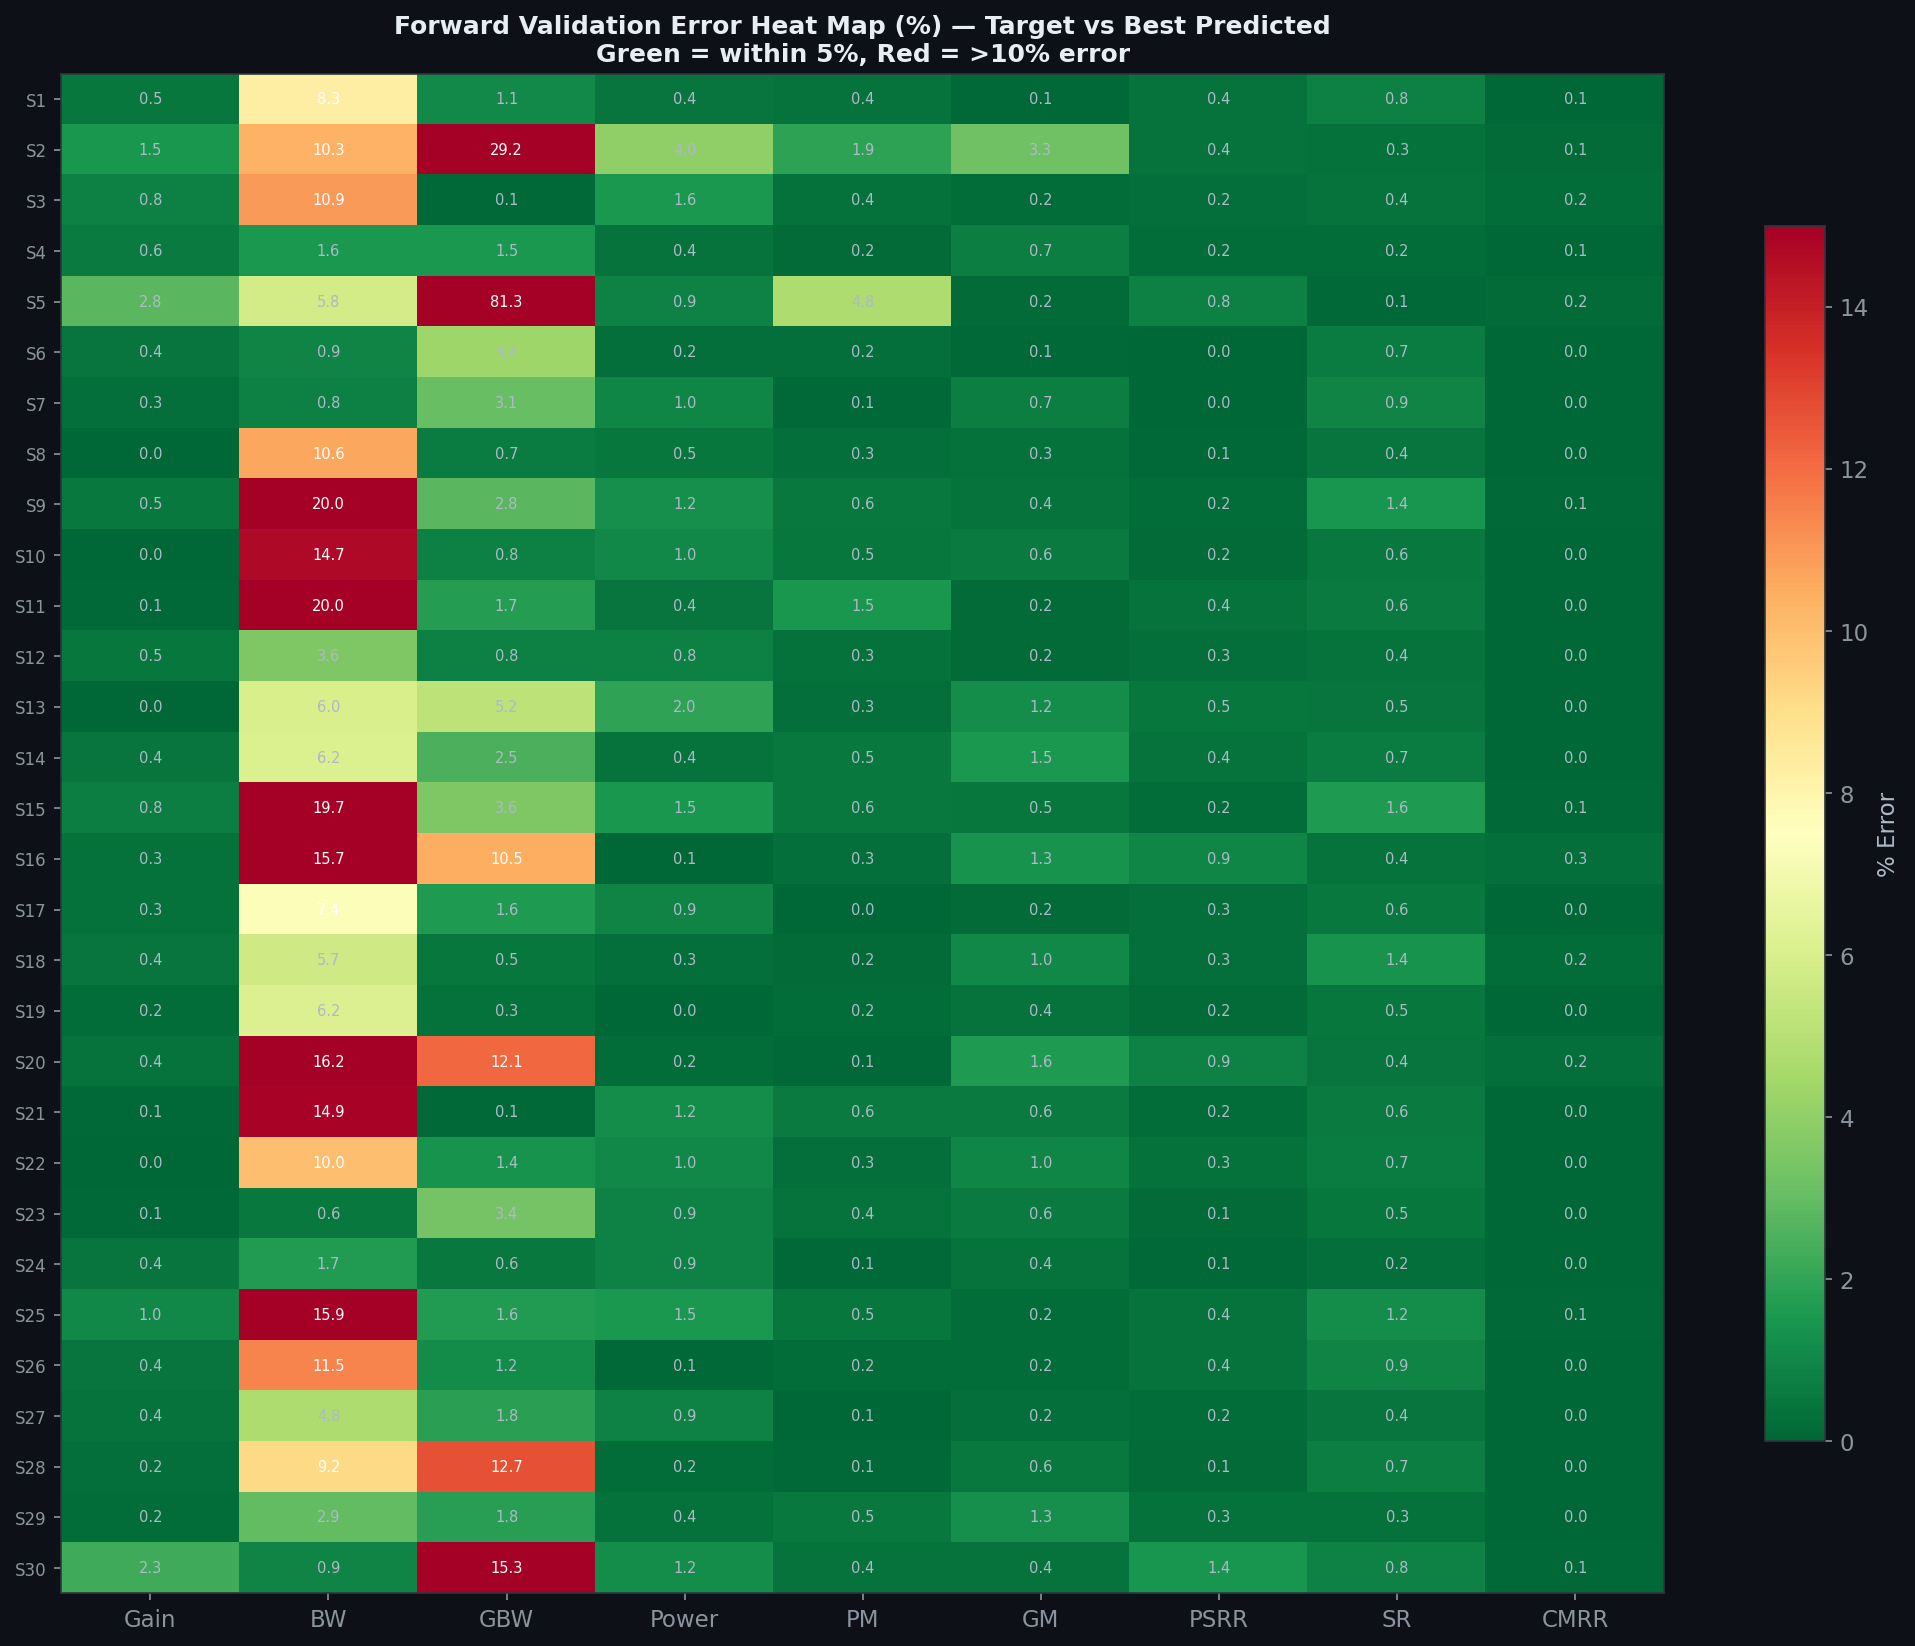 Forward Validation Error Heat Map (%) — Target vs Best Predicted
Green = within 5%, Red = >10% error
S1 0.5 8.3 1.1 0.4 0.4 0.1 0.4 0.8 0.1
S2 1.5 10.3 29.2 4.0 1.9 3.3 0.4 0.3 0.1
S3 0.8 10.9 0.1 1.6 0.4 0.2 0.2 0.4 0.2
S4 0.6 1.6 1.5 0.4 0.2 0.7 0.2 0.2 0.1
S5 2.8 5.8 81.3 0.9 4.8 0.2 0.8 0.1 0.2
S6 0.4 0.9 0.2 0.2 0.1 0.0 0.7 0.0
S7 0.3 0.8 3.1 1.0 0.1 0.7 0.0 0.9 0.0
S8 0.0 10.6 0.7 0.5 0.3 0.3 0.1 0.4 0.0
S9 0.5 20.0 2.8 1.2 0.6 0.4 0.2 1.4 0.1
S10 0.0 14.7 0.8 1.0 0.5 0.6 0.2 0.6 0.0
S11 0.1 20.0 1.7 0.4 1.5 0.2 0.4 0.6 0.0
S12 0.5 3.6 0.8 0.8 0.3 0.2 0.3 0.4 0.0
S13 0.0 6.0 5.2 2.0 0.3 1.2 0.5 0.5 0.0
S14 0.4 6.2 2.5 0.4 0.5 1.5 0.4 0.7 0.0
S15 0.8 19.7 3.6 1.5 0.6 0.5 0.2 1.6 0.1
S16 0.3 15.7 10.5 0.1 0.3 1.3 0.9 0.4 0.3
S17 0.3 7.4 1.6 0.9 0.0 0.2 0.3 0.6 0.0
S18 0.4 5.7 0.5 0.3 0.2 1.0 0.3 1.4 0.2
S19 0.2 6.2 0.3 0.0 0.2 0.4 0.2 0.5 0.0
S20 0.4 16.2 12.1 0.2 0.1 1.6 0.9 0.4 0.2
S21 0.1 14.9 0.1 1.2 0.6 0.6 0.2 0.6 0.0
S22 0.0 10.0 1.4 1.0 0.3 1.0 0.3 0.7 0.0
S23 0.1 0.6 3.4 0.9 0.4 0.6 0.1 0.5 0.0
S24 0.4 1.7 0.6 0.9 0.1 0.4 0.1 0.2 0.0
S25 1.0 15.9 1.6 1.5 0.5 0.2 0.4 1.2 0.1
S26 0.4 11.5 1.2 0.1 0.2 0.2 0.4 0.9 0.0
S27 0.4 4.8 1.8 0.9 0.1 0.2 0.2 0.4 0.0
S28 0.2 9.2 12.7 0.2 0.1 0.6 0.1 0.7 0.0
S29 0.2 2.9 1.8 0.4 0.5 1.3 0.3 0.3 0.0
S30 2.3 0.9 15.3 1.2 0.4 0.4 1.4 0.8 0.1
Gain BW GBW Power PM GM PSRR SR CMRR
14
12
10
8
6
4
2
0
% Error